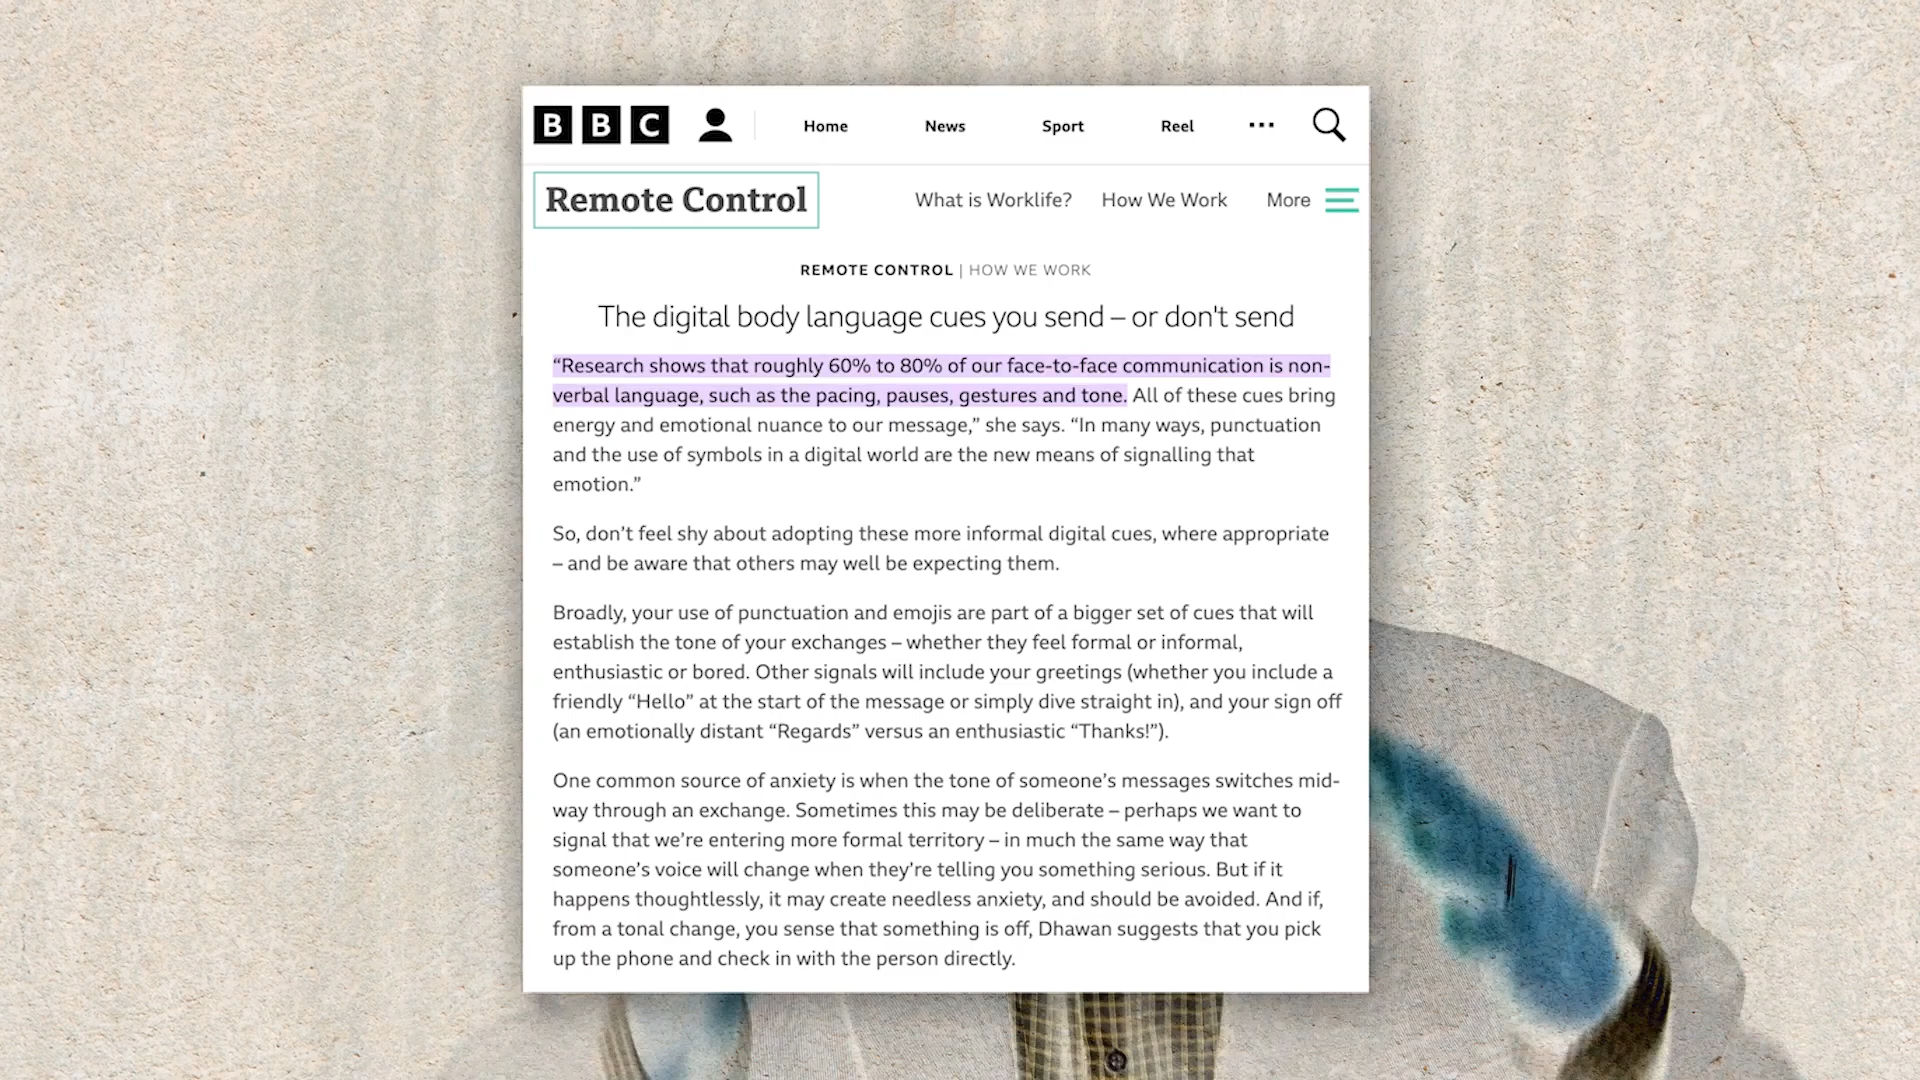 BBC Home News Sport Reel
Remote Control What is Worklife? How We Work More
REMOTE CONTROL | HOW WE WORK
The digital body language cues you send – or don't send
“Research shows that roughly 60% to 80% of our face-to-face communication is non-
verbal language, such as the pacing, pauses, gestures and tone. All of these cues bring
energy and emotional nuance to our message,” she says. “In many ways, punctuation
and the use of symbols in a digital world are the new means of signalling that
emotion.”
So, don’t feel shy about adopting these more informal digital cues, where appropriate
– and be aware that others may well be expecting them.
Broadly, your use of punctuation and emojis are part of a bigger set of cues that will
establish the tone of your exchanges – whether they feel formal or informal,
enthusiastic or bored. Other signals will include your greetings (whether you include a
friendly “Hello” at the start of the message or simply dive straight in), and your sign off
(an emotionally distant “Regards” versus an enthusiastic “Thanks!”).
One common source of anxiety is when the tone of someone’s messages switches mid-
way through an exchange. Sometimes this may be deliberate – perhaps we want to
signal that we’re entering more formal territory – in much the same way that
someone’s voice will change when they’re telling you something serious. But if it
happens thoughtlessly, it may create needless anxiety, and should be avoided. And if,
from a tonal change, you sense that something is off, Dhawan suggests that you pick
up the phone and check in with the person directly.